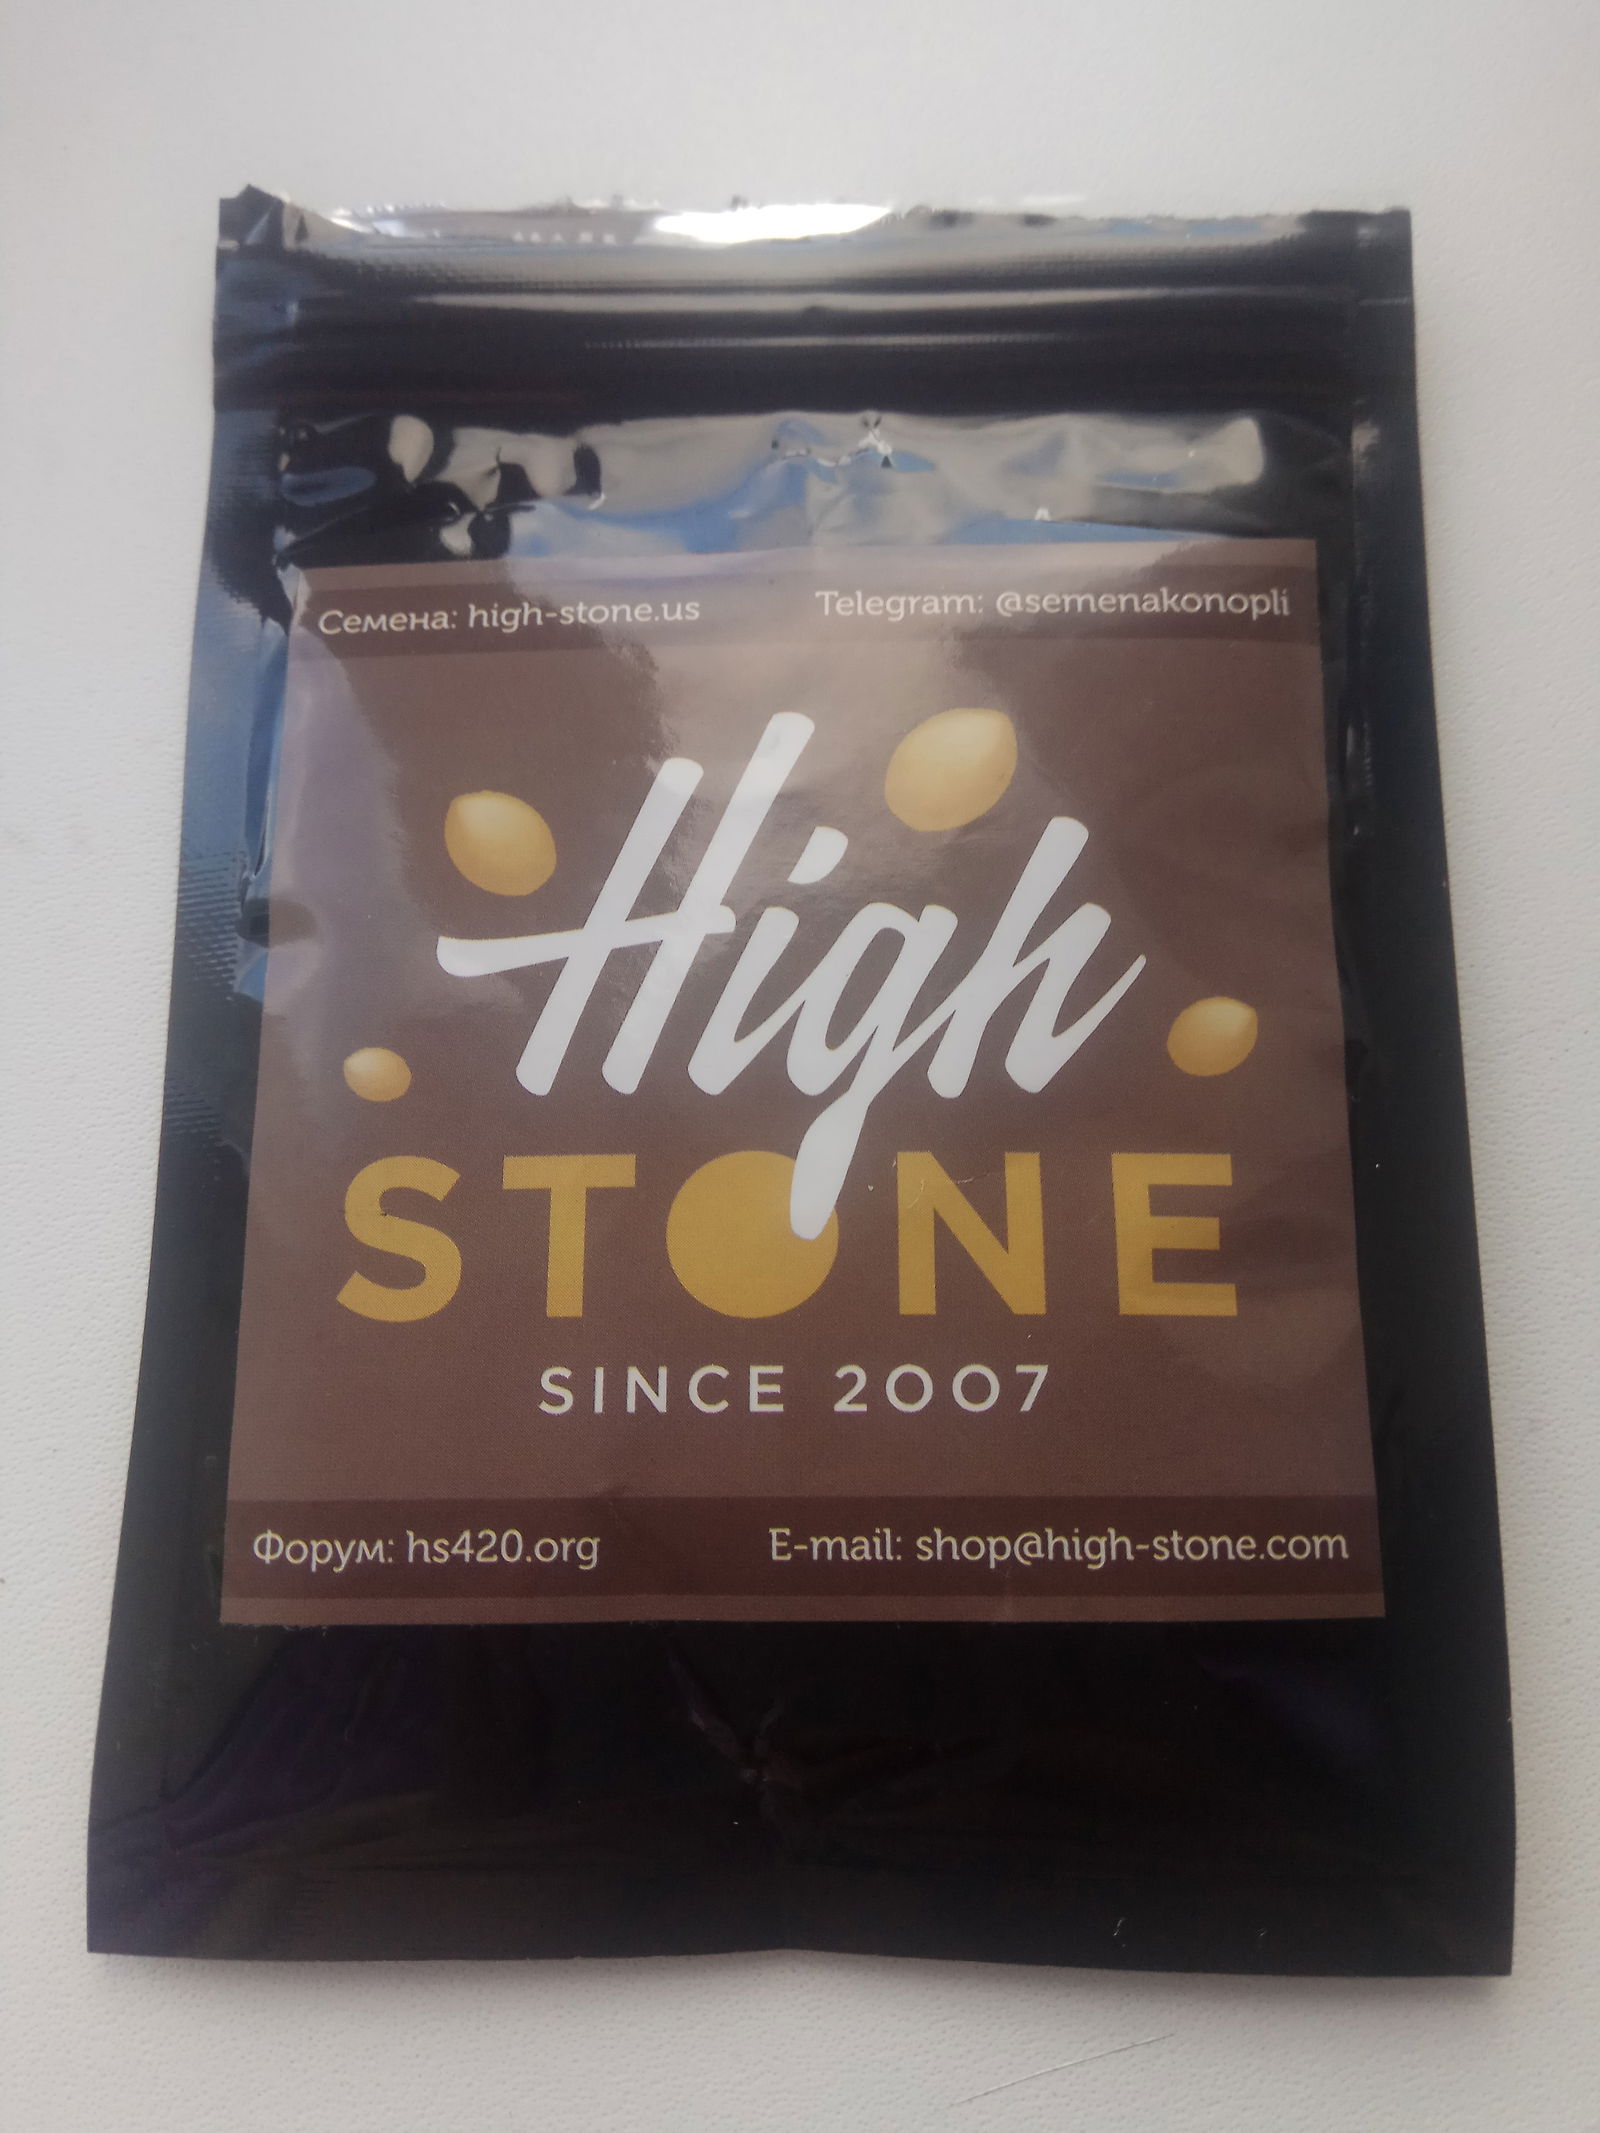 Семена: high-stone.us
Telegram: @semenakonopli
High
STONE
SINCE 2007
Форум: hs420.org
E-mail: shop@high-stone.com